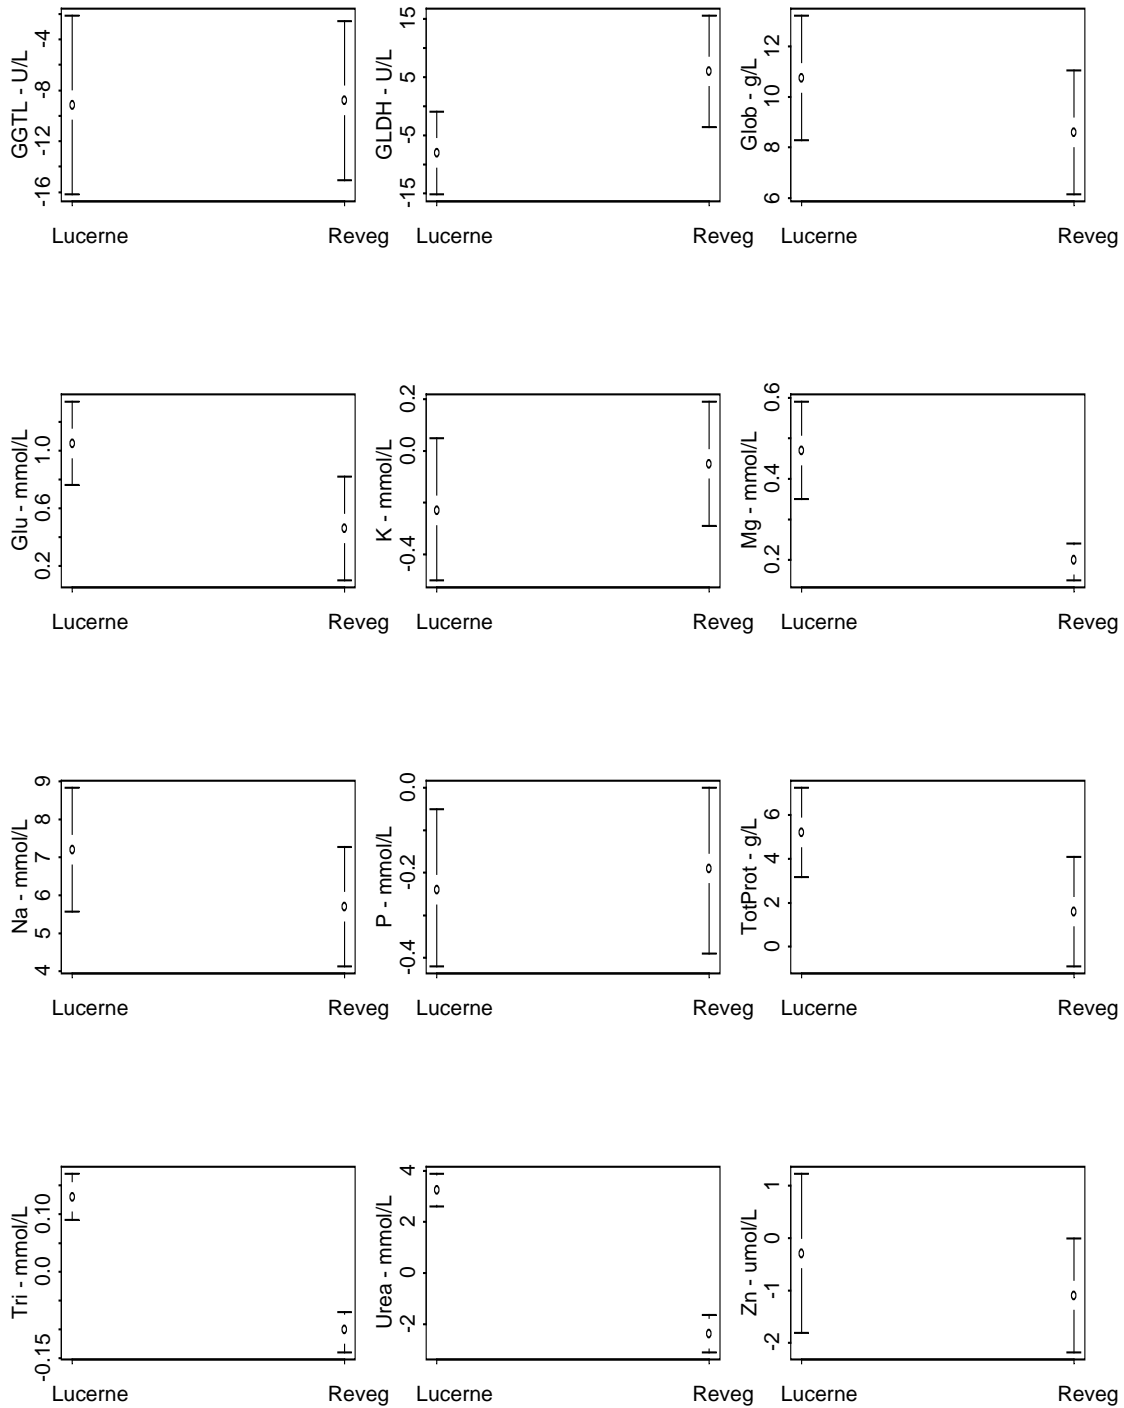 GGTL - U/L
-4
-8
-12
-16
Lucerne Reveg
GLDH - U/L
15
5
-5
-15
Lucerne Reveg
Glob - g/L
12
10
8
6
Lucerne Reveg
Glu - mmol/L
1.0
0.6
0.2
Lucerne Reveg
K - mmol/L
0.2
0.0
-0.4
Lucerne Reveg
Mg - mmol/L
0.6
0.4
0.2
Lucerne Reveg
Na - mmol/L
9
8
7
6
5
4
Lucerne Reveg
P - mmol/L
0.0
-0.2
-0.4
Lucerne Reveg
TotProt - g/L
6
4
2
0
Lucerne Reveg
Tri - mmol/L
0.10
0.0
-0.15
Lucerne Reveg
Urea - mmol/L
4
2
0
-2
Lucerne Reveg
Zn - umol/L
1
0
-1
-2
Lucerne Reveg